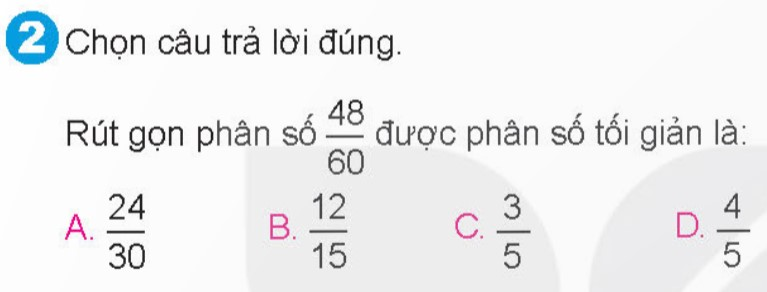 2 Chọn câu trả lời đúng.
Rút gọn phân số 48/60 được phân số tối giản là:
A. 24/30 B. 12/15 C. 3/5 D. 4/5